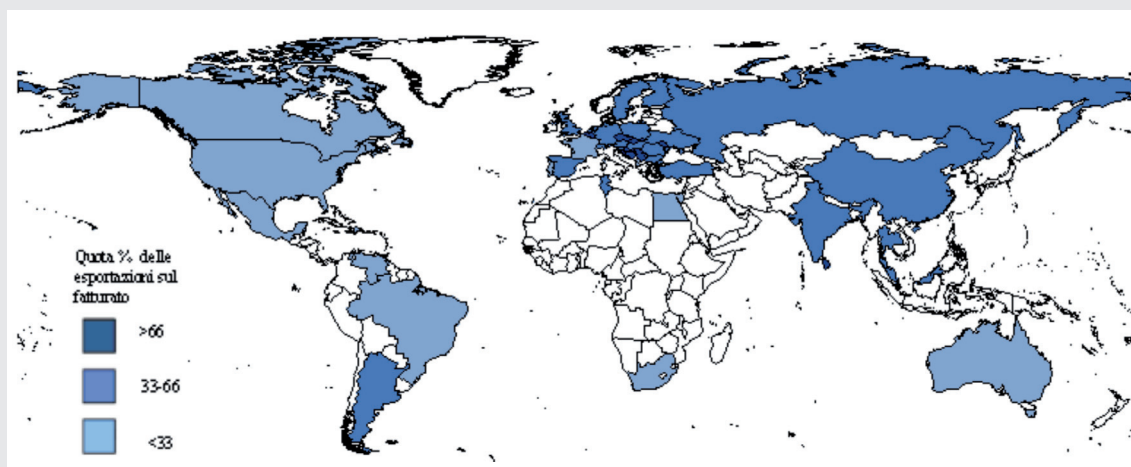 Quota % delle
esportazioni sul
fatturato
>66
33-66
<33